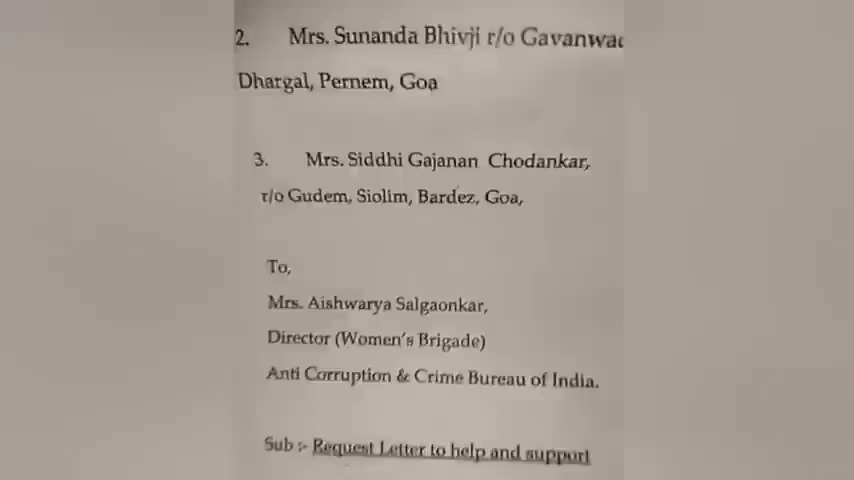 2. Mrs. Sunanda Bhivji r/o Gavanwad
Dhargal, Pernem, Goa
3. Mrs. Siddhi Gajanan Chodankar,
r/o Gudem, Siolim, Bardez, Goa,
To,
Mrs. Aishwarya Salgaonkar,
Director (Women's Brigade)
Anti Corruption & Crime Bureau of India.
Sub :- Request Letter to help and support